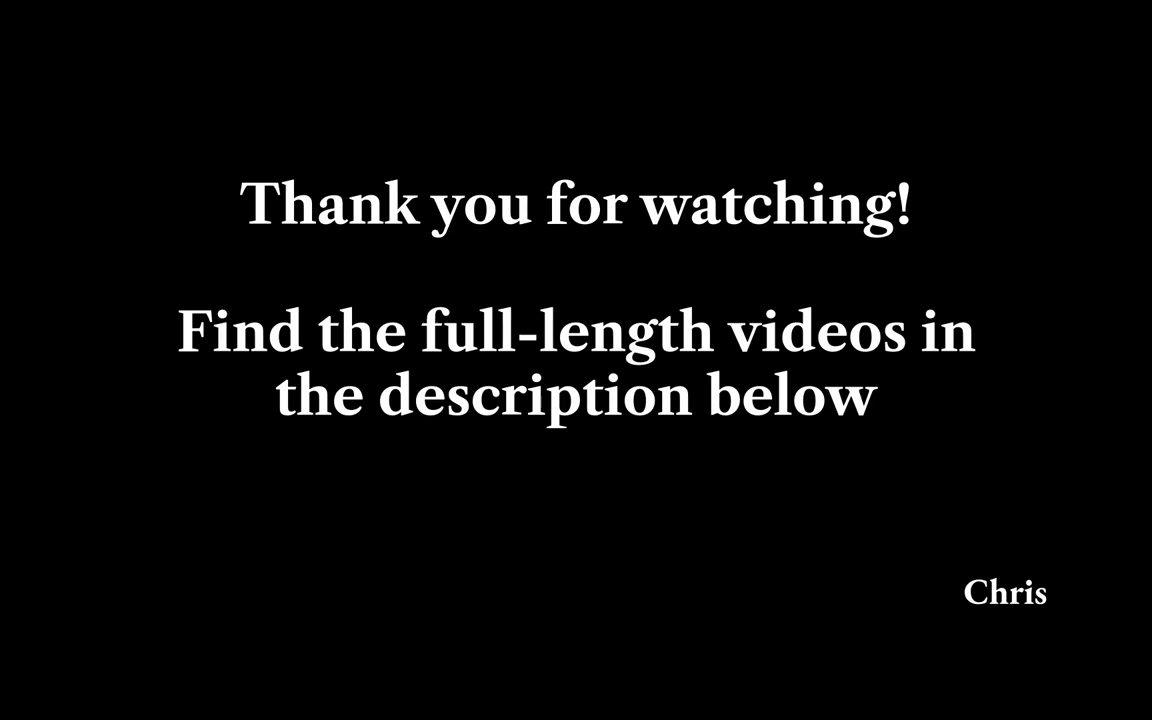 Thank you for watching!
Find the full-length videos in
the description below
Chris